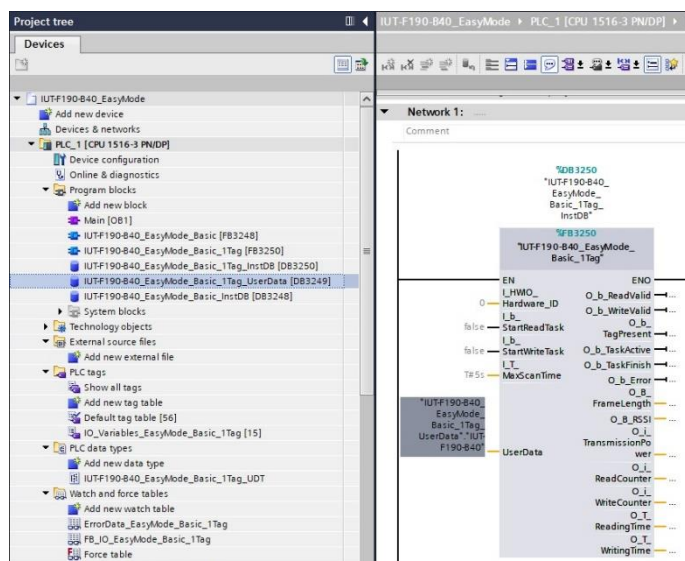 Project tree
Devices
IUT-F190-B40_EasyMode
Add new device
Devices & networks
PLC_1 [CPU 1516-3 PN/DP]
Device configuration
Online & diagnostics
Program blocks
Add new block
Main [OB1]
IUT-F190-B40_EasyMode_Basic [FB3248]
IUT-F190-B40_EasyMode_Basic_1Tag [FB3250]
IUT-F190-B40_EasyMode_Basic_1Tag_InstDB [DB3250]
IUT-F190-B40_EasyMode_Basic_1Tag_UserData [DB3249]
IUT-F190-B40_EasyMode_Basic_InstDB [DB3248]
System blocks
Technology objects
External source files
Add new external file
PLC tags
Show all tags
Add new tag table
Default tag table [56]
IO_Variables_EasyMode_Basic_1Tag [15]
PLC data types
Add new data type
IUT-F190-B40_EasyMode_Basic_1Tag_UDT
Watch and force tables
Add new watch table
ErrorData_EasyMode_Basic_1Tag
FB_IO_EasyMode_Basic_1Tag
Force table
IUT-F190-B40_EasyMode PLC_1 [CPU 1516-3 PN/DP]
Network 1: ....
Comment
%DB3250
"IUT-F190-B40_
EasyMode_
Basic_1Tag_
InstDB"
%FB3250
"IUT-F190-B40_EasyMode_
Basic_1Tag"
EN ENO
I_HWIO_
0 Hardware_ID
I_b_
false StartReadTask
I_b_
false StartWriteTask
I_T_
T#5s MaxScanTime
"IUT-F190-B40_
EasyMode_
Basic_1Tag_
UserData"."IUT-
F190-B40"
UserData
O_b_ReadValid ...
O_b_WriteValid ...
O_b_
TagPresent ...
O_b_TaskActive ...
O_b_TaskFinish ...
O_b_Error ...
O_B_
FrameLength ...
O_B_RSSI ...
O_i_
TransmissionPo
wer ...
O_i_
ReadCounter ...
O_i_
WriteCounter ...
O_T_
ReadingTime ...
O_T_
WritingTime ...